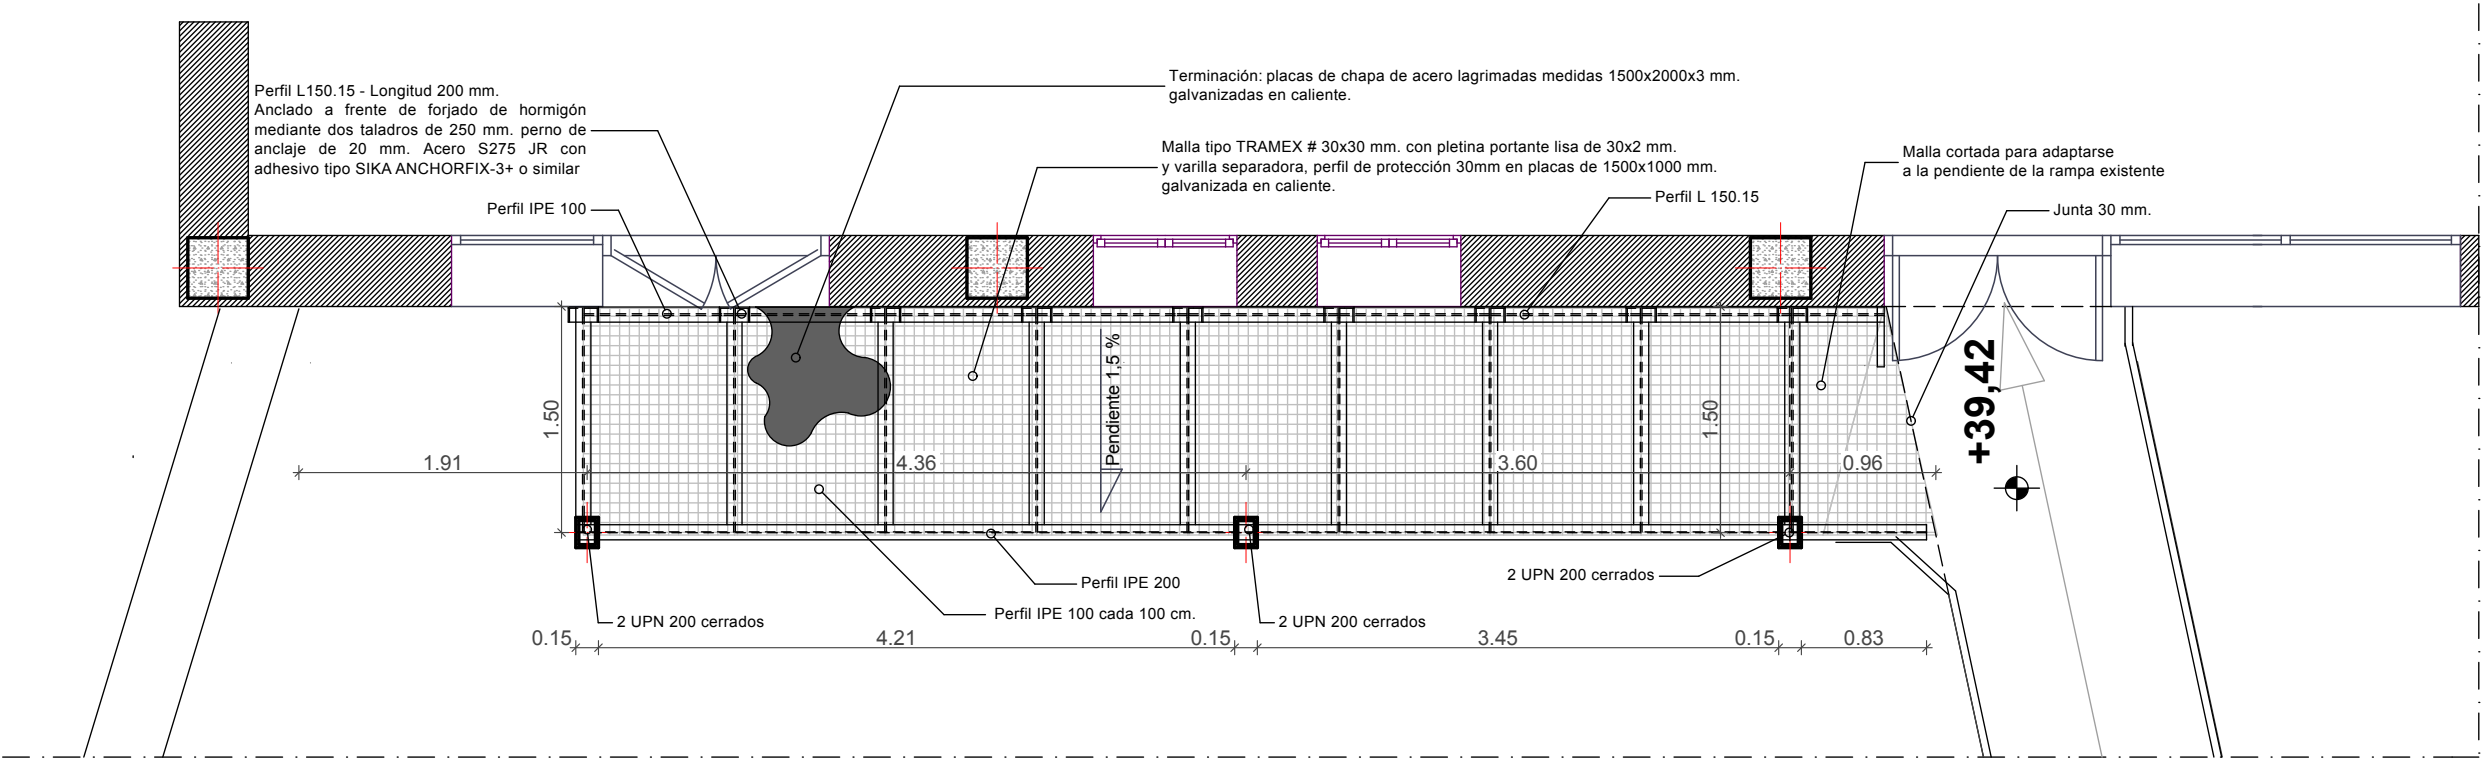 Terminación: placas de chapa de acero lagrimadas medidas 1500x2000x3 mm.
galvanizadas en caliente.
Perfil L150.15 - Longitud 200 mm.
Anclado a frente de forjado de hormigón
mediante dos taladros de 250 mm. perno de
anclaje de 20 mm. Acero S275 JR con
adhesivo tipo SIKA ANCHORFIX-3+ o similar
Malla tipo TRAMEX # 30x30 mm. con pletina portante lisa de 30x2 mm.
y varilla separadora, perfil de protección 30mm en placas de 1500x1000 mm.
galvanizada en caliente.
Malla cortada para adaptarse
a la pendiente de la rampa existente
Perfil L 150.15
Perfil IPE 100
Junta 30 mm.
Pendiente 1,5 %
1.50
1.50
+39,42
1.91
4.36
3.60
0.96
Perfil IPE 200
2 UPN 200 cerrados
Perfil IPE 100 cada 100 cm.
2 UPN 200 cerrados
2 UPN 200 cerrados
0.15
4.21
0.15
3.45
0.15
0.83